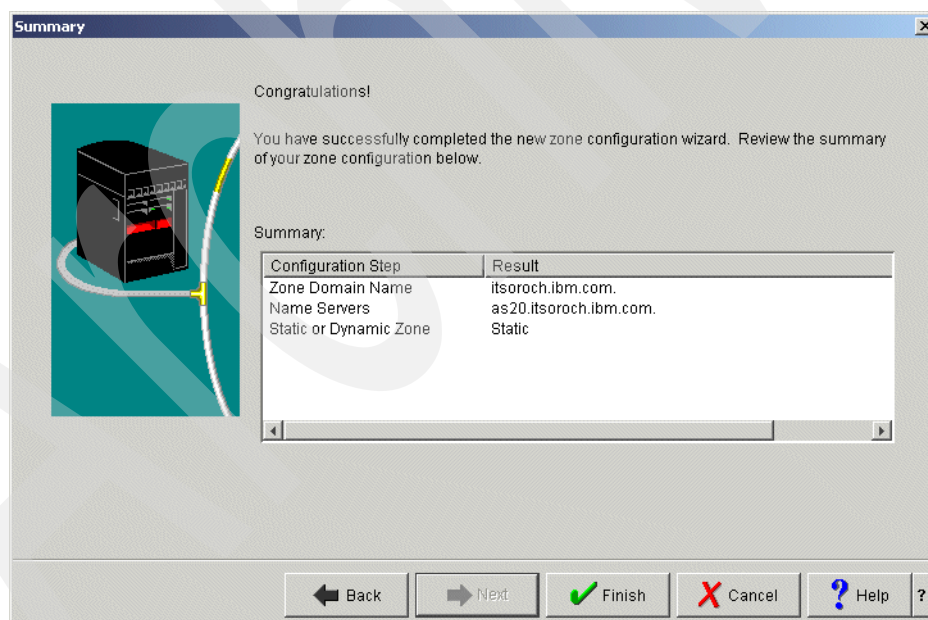 Summary
Congratulations!
You have successfully completed the new zone configuration wizard. Review the summary
of your zone configuration below.
Summary:
Configuration Step Result
Zone Domain Name itsoroch.ibm.com.
Name Servers as20.itsoroch.ibm.com.
Static or Dynamic Zone Static
Back Next Finish Cancel ? Help ?